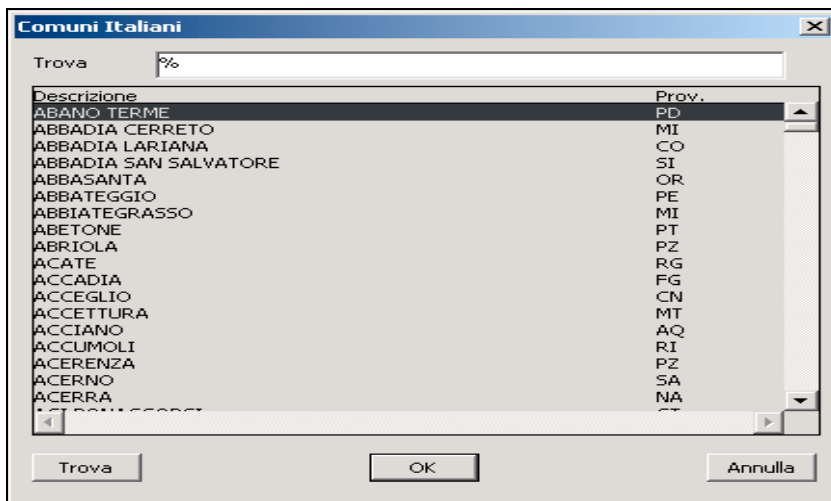 Comuni Italiani
Trova %
Descrizione Prov.
ABANO TERME PD
ABBADIA CERRETO MI
ABBADIA LARIANA CO
ABBADIA SAN SALVATORE SI
ABBASANTA OR
ABBATEGGIO PE
ABBIATEGRASSO MI
ABETONE PT
ABRIOLA PZ
ACATE RG
ACCADIA FG
ACCEGLIO CN
ACCETTURA MT
ACCIANO AQ
ACCUMOLI RI
ACERENZA PZ
ACERNO SA
ACERRA NA
Trova OK Annulla